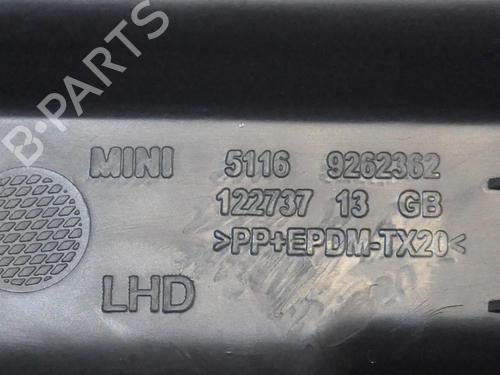 B-PARTS
MINI 5116 9262362
122737 13 GB
>PP+EPDM-TX20<
LHD